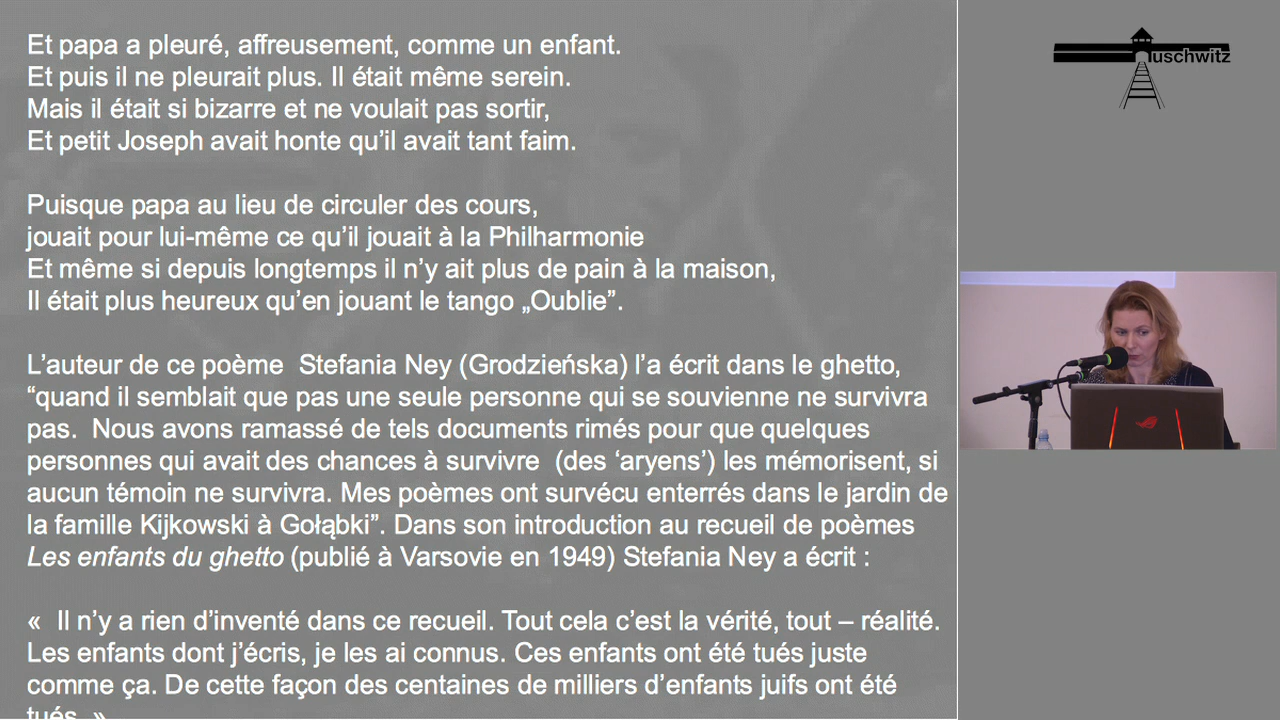 Et papa a pleuré, affreusement, comme un enfant.
Et puis il ne pleurait plus. Il était même serein.
Mais il était si bizarre et ne voulait pas sortir,
Et petit Joseph avait honte qu’il avait tant faim.
Puisque papa au lieu de circuler des cours,
jouait pour lui-même ce qu’il jouait à la Philharmonie
Et même si depuis longtemps il n’y ait plus de pain à la maison,
Il était plus heureux qu’en jouant le tango „Oublie”.
L’auteur de ce poème  Stefania Ney (Grodzieńska) l’a écrit dans le ghetto,
“quand il semblait que pas une seule personne qui se souvienne ne survivra
pas.  Nous avons ramassé de tels documents rimés pour que quelques
personnes qui avait des chances à survivre  (des ‘aryens’) les mémorisent, si
aucun témoin ne survivra. Mes poèmes ont survécu enterrés dans le jardin de
la famille Kijkowski à Gołąbki”. Dans son introduction au recueil de poèmes
Les enfants du ghetto (publié à Varsovie en 1949) Stefania Ney a écrit :
«  Il n’y a rien d’inventé dans ce recueil. Tout cela c’est la vérité, tout – réalité.
Les enfants dont j’écris, je les ai connus. Ces enfants ont été tués juste
comme ça. De cette façon des centaines de milliers d’enfants juifs ont été
tués. »
uschwitz